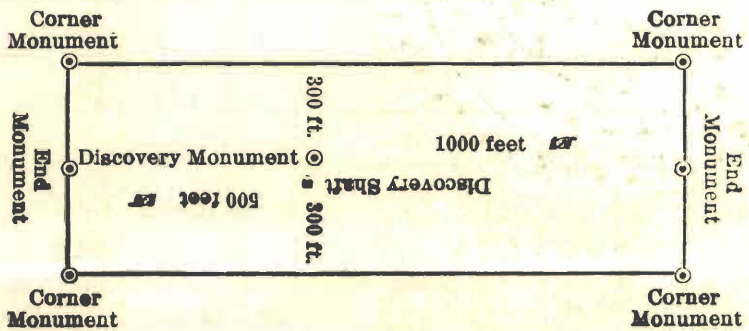 Corner
Monument
Corner
Monument
300 ft.
1000 feet
End
Monument
Discovery Monument
Discovery Shaft
500 feet
300 ft.
End
Monument
Corner
Monument
Corner
Monument